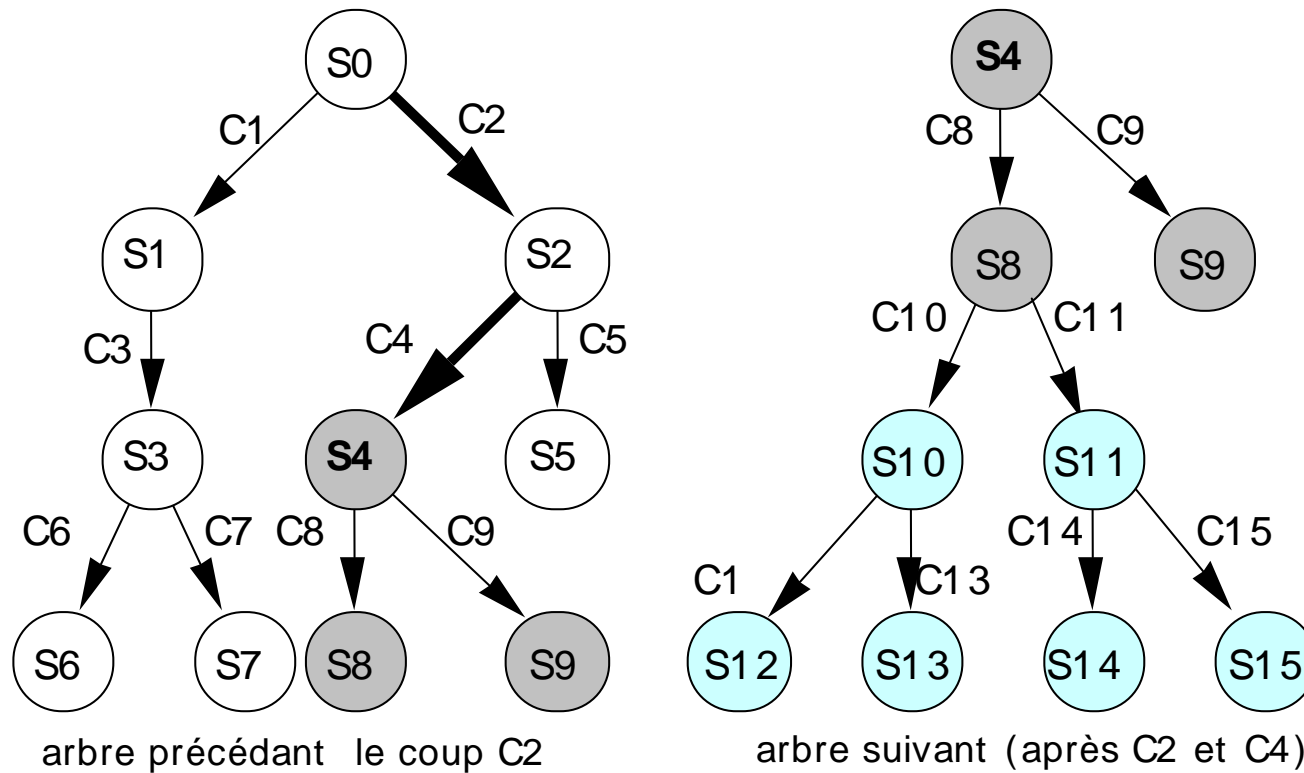 S0
C1
C2
S1
S2
C3
C4
C5
S3
S4
S5
C6
C7
C8
C9
S6
S7
S8
S9
arbre précédant le coup C2
S4
C8
C9
S8
S9
C10
C11
S10
S11
C14
C15
C1
C13
S12
S13
S14
S15
arbre suivant (après C2 et C4)